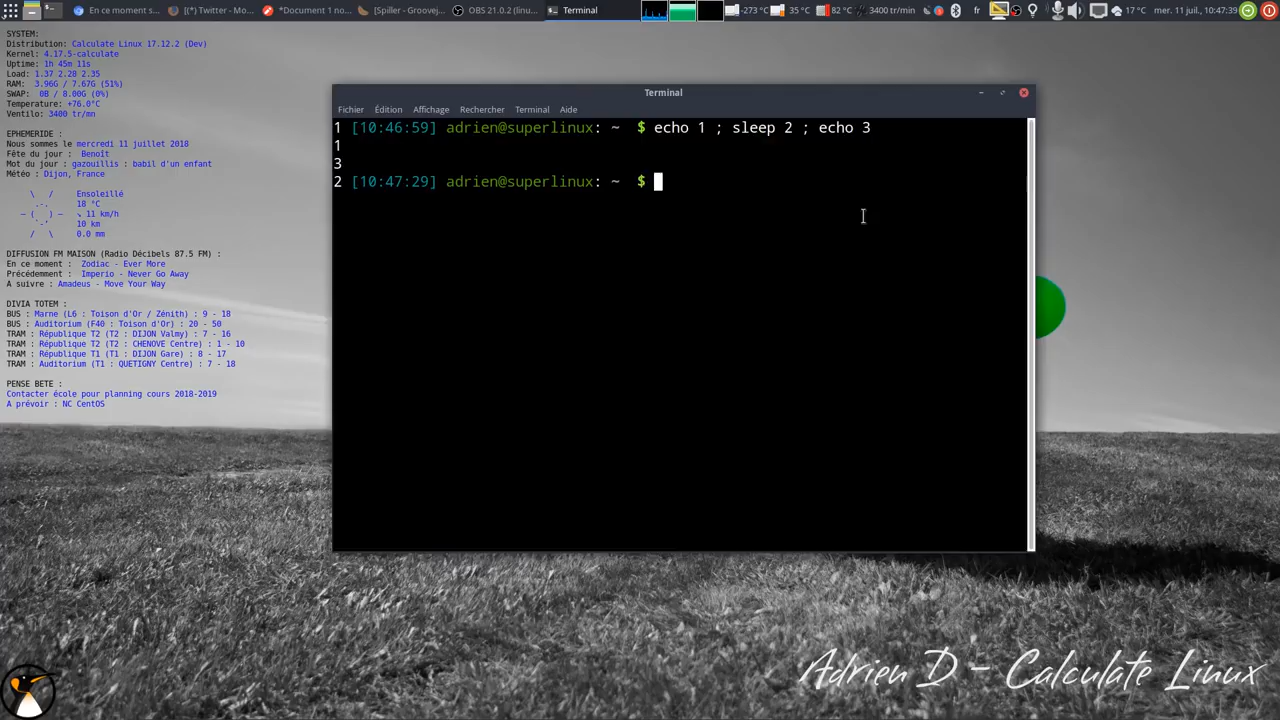 En ce moment s...
[(*) Twitter - Mo...
*Document 1 no...
[Spiller - Groovej...
OBS 21.0.2 (linu...
Terminal
-273 °C
35 °C
82 °C
3400 tr/min
fr
17 °C
mer. 11 juil., 10:47:39
SYSTEM:
Distribution: Calculate Linux 17.12.2 (Dev)
Kernel: 4.17.5-calculate
Uptime: 1h 45m 11s
Load: 1.37 2.28 2.35
RAM: 3.96G / 7.67G (51%)
SWAP: 0B / 8.00G (0%)
Temperature: +76.0°C
Ventilo: 3400 tr/mn
EPHEMERIDE :
Nous sommes le mercredi 11 juillet 2018
Fête du jour : Benoît
Mot du jour : gazouillis : babil d'un enfant
Météo : Dijon, France
\ / Ensoleillé
.-. 18 °C
― ( ) ― ↘ 11 km/h
`-' 10 km
/ \ 0.0 mm
DIFFUSION FM MAISON (Radio Décibels 87.5 FM) :
En ce moment : Zodiac - Ever More
Précédemment : Imperio - Never Go Away
A suivre : Amadeus - Move Your Way
DIVIA TOTEM :
BUS : Marne (L6 : Toison d'Or / Zénith) : 9 - 18
BUS : Auditorium (F40 : Toison d'Or) : 20 - 50
TRAM : République T2 (T2 : DIJON Valmy) : 7 - 16
TRAM : République T2 (T2 : CHENOVE Centre) : 1 - 10
TRAM : République T1 (T1 : DIJON Gare) : 8 - 17
TRAM : Auditorium (T1 : QUETIGNY Centre) : 7 - 18
PENSE BETE :
Contacter école pour planning cours 2018-2019
A prévoir : NC CentOS
Terminal
Fichier Édition Affichage Rechercher Terminal Aide
1 [10:46:59] adrien@superlinux: ~ $ echo 1 ; sleep 2 ; echo 3
1
3
2 [10:47:29] adrien@superlinux: ~ $
Adrien D - Calculate Linux